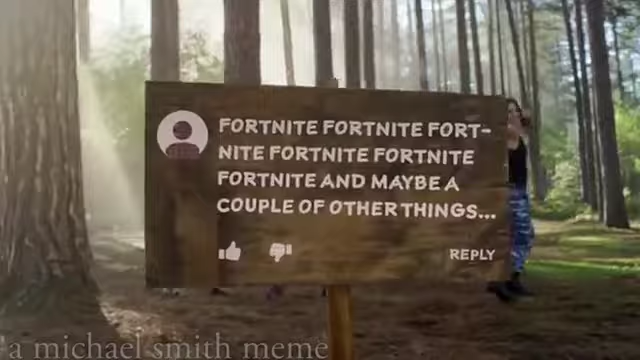 FORTNITE FORTNITE FORT-
NITE FORTNITE FORTNITE
FORTNITE AND MAYBE A
COUPLE OF OTHER THINGS...
REPLY
a michael smith meme